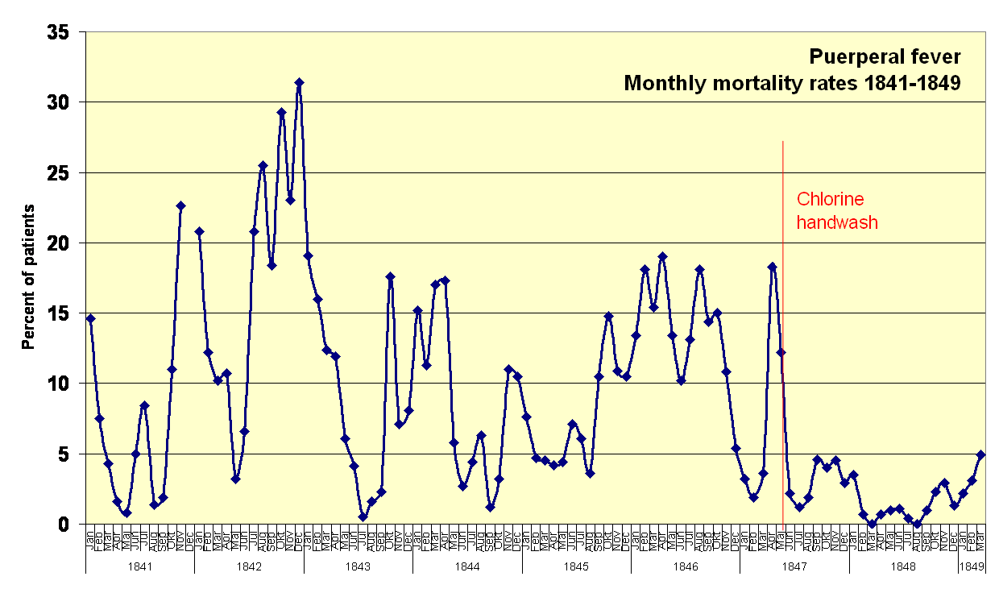 Puerperal fever
Monthly mortality rates 1841-1849
Percent of patients
35
30
25
20
15
10
5
0
Chlorine
handwash
Jan Feb Mar Apr Mai Jun Jul Aug Sep Okt Nov Dec Jan Feb Mar Apr Mai Jun Jul Aug Sep Okt Nov Dec Jan Feb Mar Apr Mai Jun Jul Aug Sep Okt Nov Dec Jan Feb Mar Apr Mai Jun Jul Aug Sep Okt Nov Dec Jan Feb Mar Apr Mai Jun Jul Aug Sep Okt Nov Dec Jan Feb Mar Apr Mai Jun Jul Aug Sep Okt Nov Dec Jan Feb Mar Apr Mai Jun Jul Aug Sep Okt Nov Dec Jan Feb Mar Apr Mai Jun Jul Aug Sep Okt Nov Dec Jan Feb Mar
1841 1842 1843 1844 1845 1846 1847 1848 1849